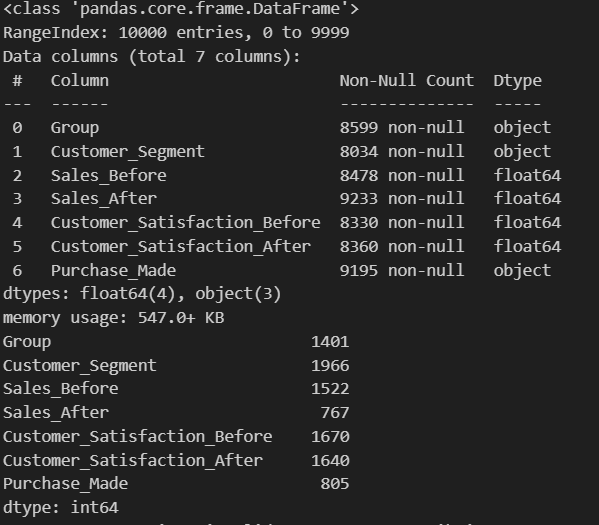 <class 'pandas.core.frame.DataFrame'>
RangeIndex: 10000 entries, 0 to 9999
Data columns (total 7 columns):
 #   Column                        Non-Null Count  Dtype
---  ------                        --------------  -----
 0   Group                         8599 non-null   object
 1   Customer_Segment              8034 non-null   object
 2   Sales_Before                  8478 non-null   float64
 3   Sales_After                   9233 non-null   float64
 4   Customer_Satisfaction_Before  8330 non-null   float64
 5   Customer_Satisfaction_After   8360 non-null   float64
 6   Purchase_Made                 9195 non-null   object
dtypes: float64(4), object(3)
memory usage: 547.0+ KB
Group                           1401
Customer_Segment                1966
Sales_Before                    1522
Sales_After                      767
Customer_Satisfaction_Before    1670
Customer_Satisfaction_After     1640
Purchase_Made                    805
dtype: int64